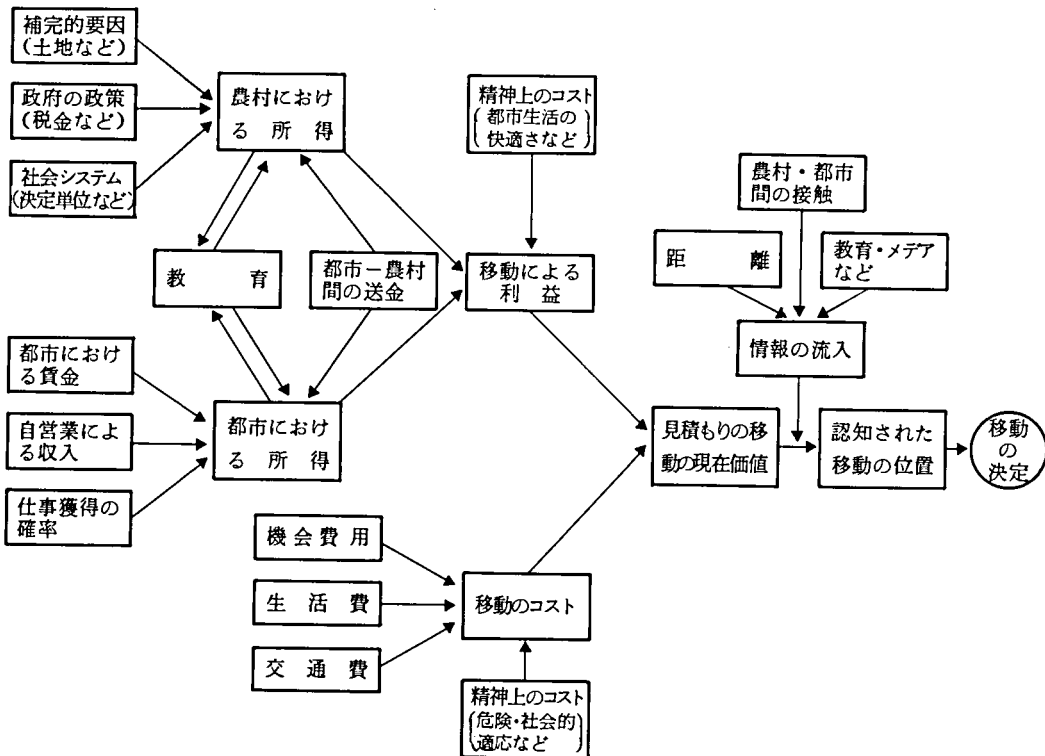 補完的要因
(土地など)
政府の政策
(税金など)
社会システム
(決定単位など)
農村におけ
る所得
教育
都市－農村
間の送金
都市におけ
る賃金
自営業によ
る収入
仕事獲得の
確率
都市におけ
る所得
精神上のコスト
(都市生活の
快適さなど)
移動による
利益
農村・都市
間の接触
距離
教育・メデア
など
情報の流入
見積もりの移
動の現在価値
認知された
移動の位置
移動
の
決定
機会費用
生活費
交通費
移動のコスト
精神上のコスト
(危険・社会的
適応など)